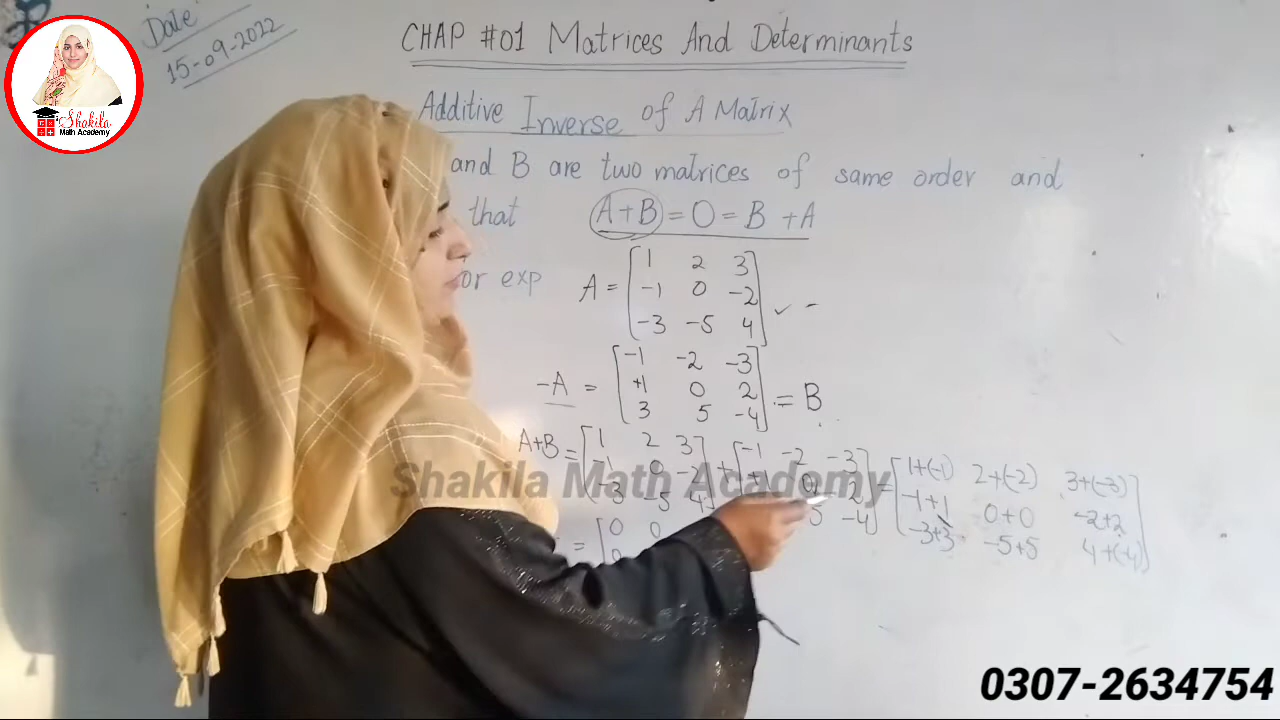 Date
15-09-2022
Shakila
Math Academy
CHAP #01 Matrices And Determinants
Additive Inverse of A Matrix
and B are two matrices of same order and
that A+B = O = B + A
or exp A = [1 2 3
-1 0 -2
-3 -5 4]
-A = [-1 -2 -3
+1 0 2
3 5 -4] = B
A+B = [1 2 3
-1 0 -2
-3 -5 4] + [-1 -2 -3
+1 0 2
5 -4] = [1+(-1) 2+(-2) 3+(-3)
-1+1 0+0 -2+2
-3+3 -5+5 4+(-4)]
= [0 0
0
Shakila Math Academy
0307-2634754